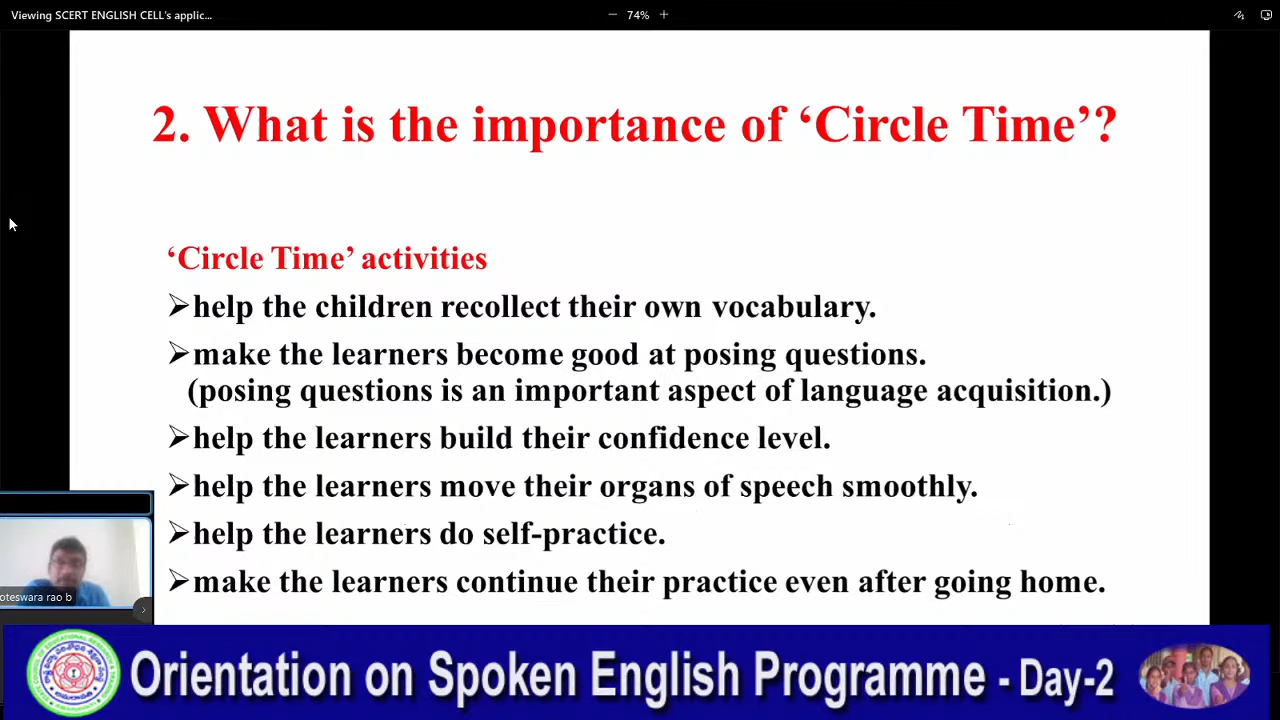 Viewing SCERT ENGLISH CELL's applic...
74%
2. What is the importance of ‘Circle Time’?
‘Circle Time’ activities
➢help the children recollect their own vocabulary.
➢make the learners become good at posing questions.
(posing questions is an important aspect of language acquisition.)
➢help the learners build their confidence level.
➢help the learners move their organs of speech smoothly.
➢help the learners do self-practice.
➢make the learners continue their practice even after going home.
oteswara rao b
Orientation on Spoken English Programme - Day-2